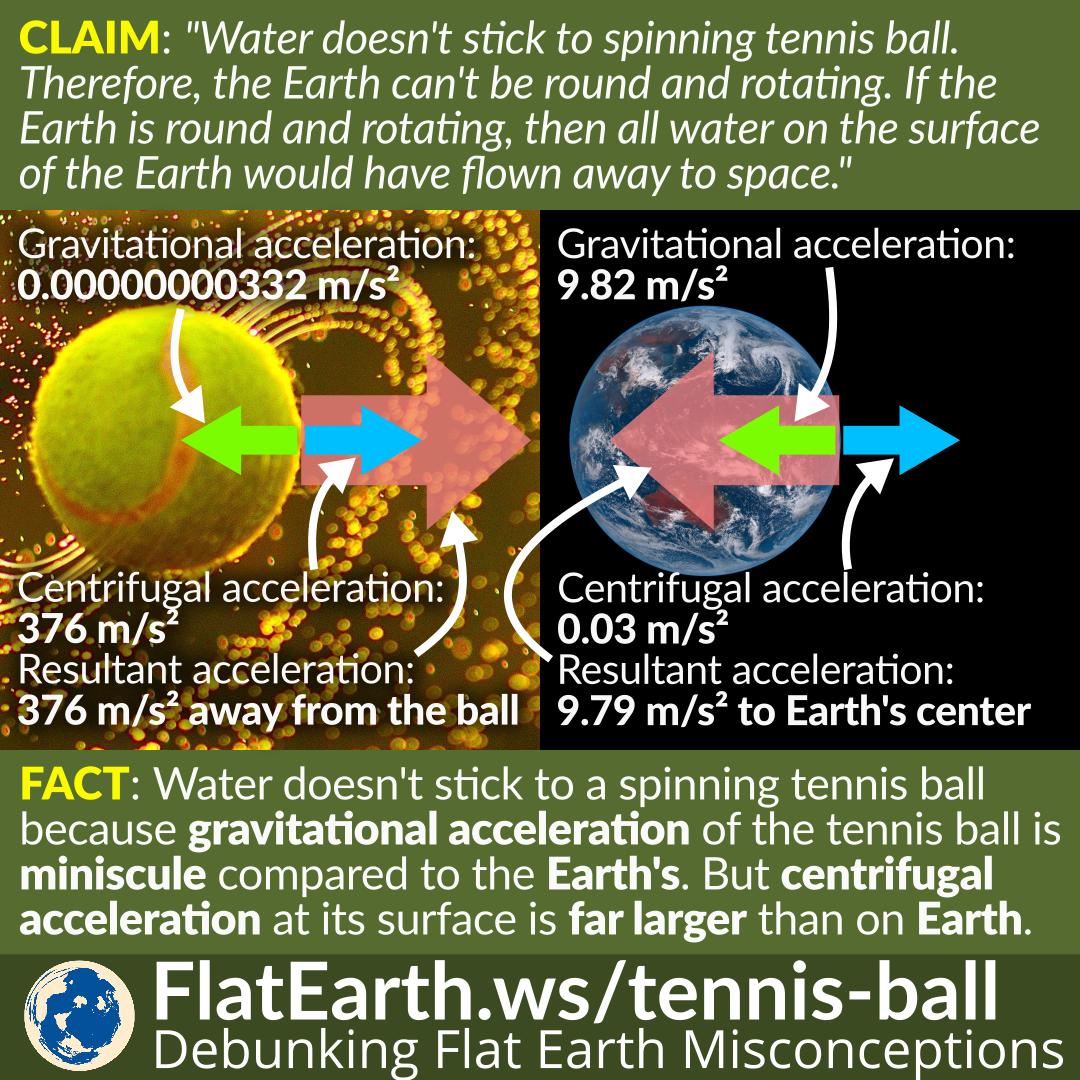 CLAIM: "Water doesn't stick to spinning tennis ball.
Therefore, the Earth can't be round and rotating. If the
Earth is round and rotating, then all water on the surface
of the Earth would have flown away to space."
Gravitational acceleration:
0.00000000332 m/s²
Centrifugal acceleration:
376 m/s²
Resultant acceleration:
376 m/s² away from the ball
Gravitational acceleration:
9.82 m/s²
Centrifugal acceleration:
0.03 m/s²
Resultant acceleration:
9.79 m/s² to Earth's center
FACT: Water doesn't stick to a spinning tennis ball
because gravitational acceleration of the tennis ball is
miniscule compared to the Earth's. But centrifugal
acceleration at its surface is far larger than on Earth.
FlatEarth.ws/tennis-ball
Debunking Flat Earth Misconceptions